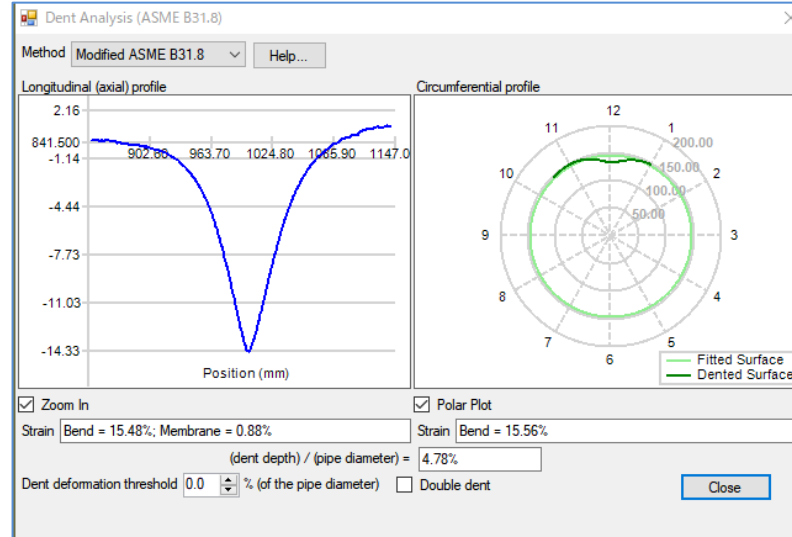 Dent Analysis (ASME B31.8)
Method Modified ASME B31.8 Help...
Longitudinal (axial) profile
2.16
841.500
902.60 963.70 1024.80 1085.90 1147.0
-1.14
-4.44
-7.73
-11.03
-14.33
Position (mm)
Circumferential profile
12
11 1
200.00
10 150.00 2
100.00
50.00
9 3
8 4
7 5
6
Fitted Surface
Dented Surface
Zoom In
Polar Plot
Strain Bend = 15.48%; Membrane = 0.88%
Strain Bend = 15.56%
(dent depth) / (pipe diameter) = 4.78%
Dent deformation threshold 0.0 % (of the pipe diameter) Double dent Close